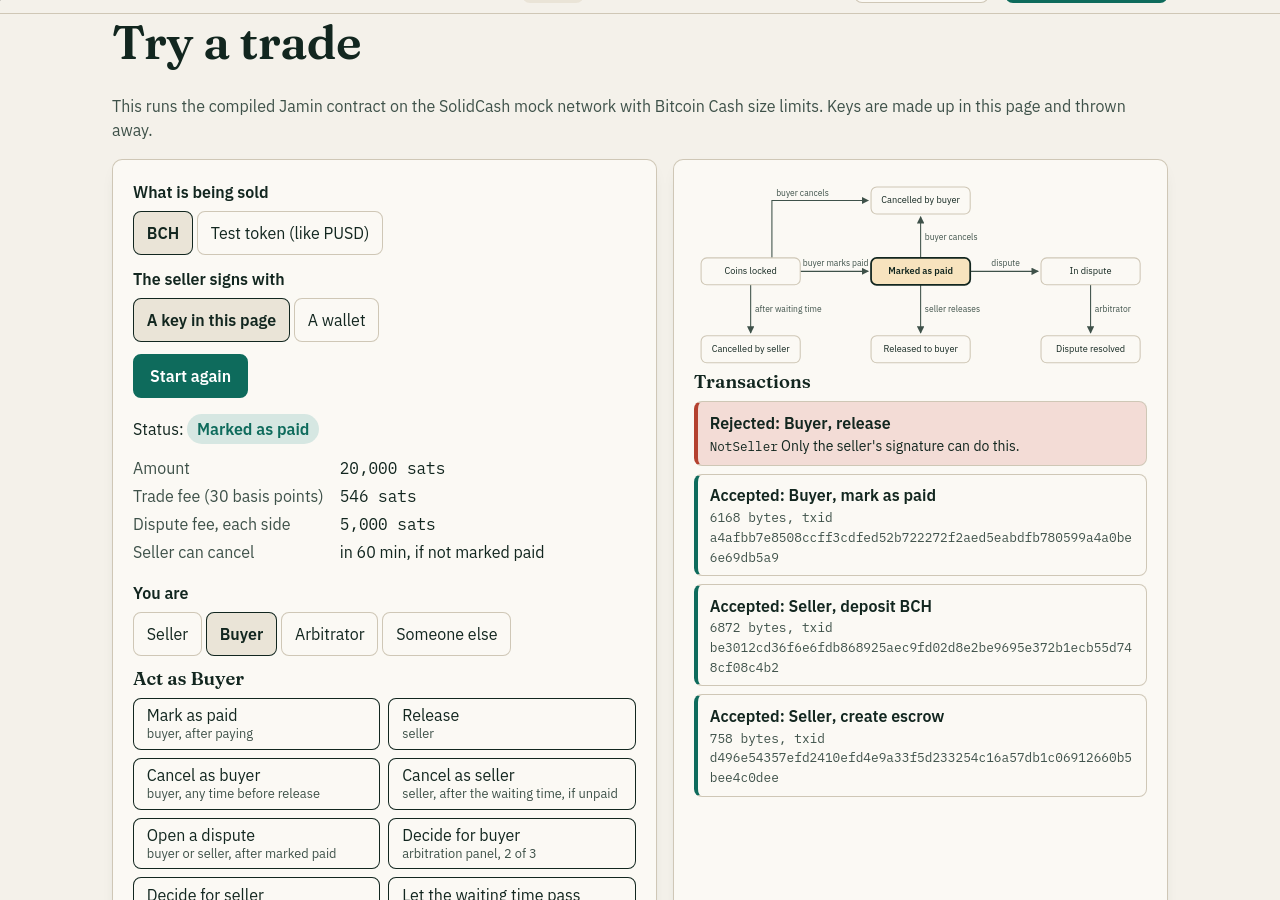 Try a trade
This runs the compiled Jamin contract on the SolidCash mock network with Bitcoin Cash size limits. Keys are made up in this page and thrown
away.
What is being sold
BCH
Test token (like PUSD)
The seller signs with
A key in this page
A wallet
Start again
Status: Marked as paid
Amount 20,000 sats
Trade fee (30 basis points) 546 sats
Dispute fee, each side 5,000 sats
Seller can cancel in 60 min, if not marked paid
You are
Seller
Buyer
Arbitrator
Someone else
Act as Buyer
Mark as paid
buyer, after paying
Release
seller
Cancel as buyer
buyer, any time before release
Cancel as seller
seller, after the waiting time, if unpaid
Open a dispute
buyer or seller, after marked paid
Decide for buyer
arbitration panel, 2 of 3
Decide for seller
Let the waiting time pass
buyer cancels
Cancelled by buyer
buyer cancels
Coins locked
buyer marks paid
Marked as paid
dispute
In dispute
after waiting time
seller releases
arbitrator
Cancelled by seller
Released to buyer
Dispute resolved
Transactions
Rejected: Buyer, release
NotSeller Only the seller's signature can do this.
Accepted: Buyer, mark as paid
6168 bytes, txid
a4afbb7e8508ccff3cdfed52b722272f2aed5eabdfb780599a4a0be
6e69db5a9
Accepted: Seller, deposit BCH
6872 bytes, txid
be3012cd36f6e6fdb868925aec9fd02d8e2be9695e372b1ecb55d74
8cf08c4b2
Accepted: Seller, create escrow
758 bytes, txid
d496e54357efd2410efd4e9a33f5d233254c16a57db1c06912660b5
bee4c0dee